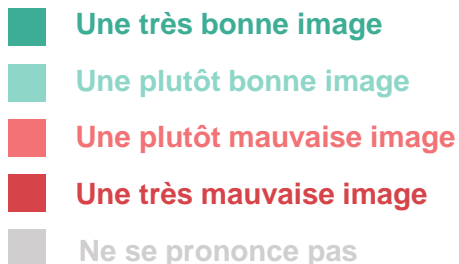 Une très bonne image
Une plutôt bonne image
Une plutôt mauvaise image
Une très mauvaise image
Ne se prononce pas